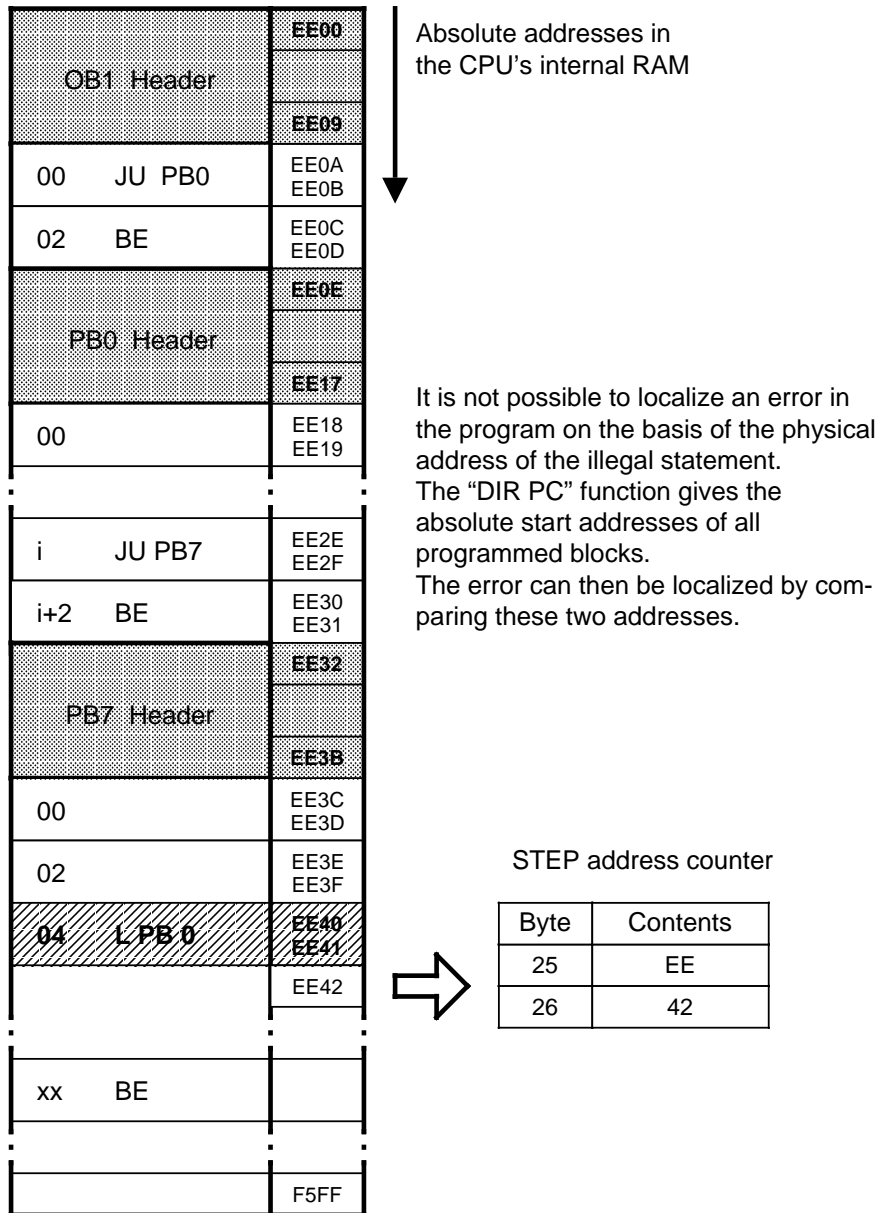 EE00
OB1 Header
EE09
00 JU PB0 EE0A
EE0B
02 BE EE0C
EE0D
EE0E
PB0 Header
EE17
00 EE18
EE19
i JU PB7 EE2E
EE2F
i+2 BE EE30
EE31
EE32
PB7 Header
EE3B
00 EE3C
EE3D
02 EE3E
EE3F
04 L PB 0 EE40
EE41
EE42
xx BE
F5FF
Absolute addresses in
the CPU’s internal RAM
It is not possible to localize an error in
the program on the basis of the physical
address of the illegal statement.
The “DIR PC” function gives the
absolute start addresses of all
programmed blocks.
The error can then be localized by com-
paring these two addresses.
STEP address counter
Byte Contents
25 EE
26 42